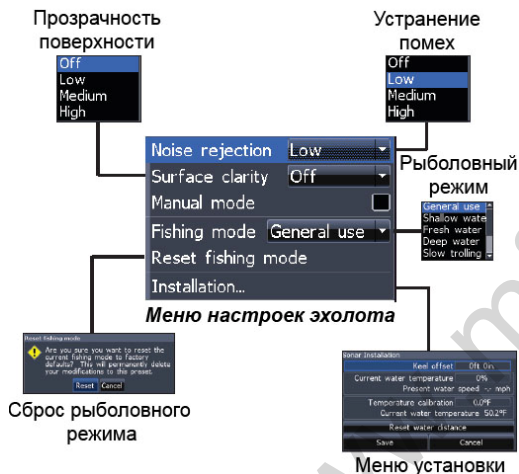 Прозрачность
поверхности
Off
Low
Medium
High
Устранение
помех
Off
Low
Medium
High
Noise rejection Low
Surface clarity Off
Manual mode
Fishing mode General use
Reset fishing mode
Installation...
Меню настроек эхолота
Рыболовный
режим
General use
Shallow wate
Fresh water
Deep water
Slow trolling
Reset fishing mode
Are you sure you want to reset the
current fishing mode to factory
defaults? This will permanently delete
your modifications to this preset.
Reset Cancel
Сброс рыболовного
режима
Sonar Installation
Keel offset 0ft 0in
Current water temperature 0%
Present water speed -.- mph
Temperature calibration 0.0°F
Current water temperature 50.2°F
Reset water distance
Save Cancel
Меню установки